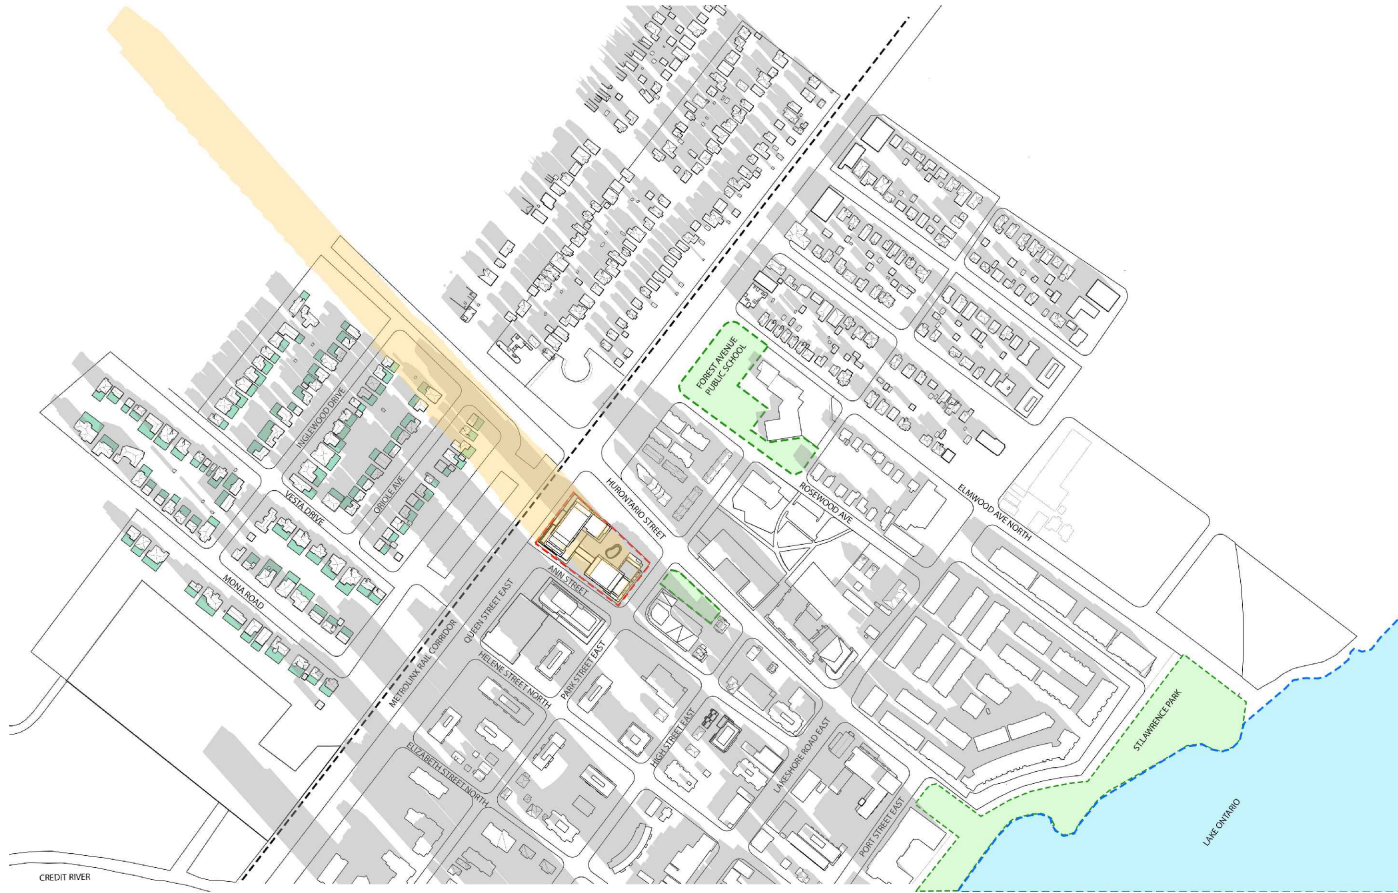 FOREST AVENUE
PUBLIC SCHOOL
INGLEWOOD DRIVE
ORIOLE AVE
VESTA DRIVE
MONA ROAD
HURONTARIO STREET
ROSEWOOD AVE
ELMWOOD AVE NORTH
ANN STREET
QUEEN STREET EAST
METROLINX RAIL CORRIDOR
HELENE STREET NORTH
PARK STREET EAST
ELIZABETH STREET NORTH
HIGH STREET EAST
LAKESHORE ROAD EAST
PORT STREET EAST
ST.LAWRENCE PARK
LAKE ONTARIO
CREDIT RIVER